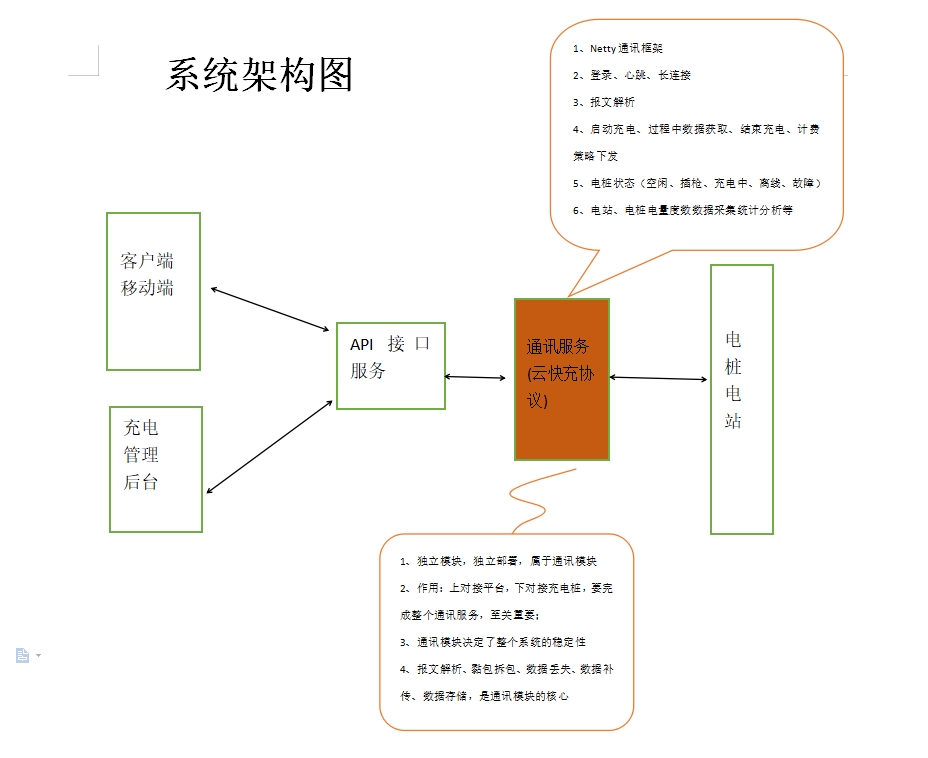 系统架构图
1、Netty通讯框架
2、登录、心跳、长连接
3、报文解析
4、启动充电、过程中数据获取、结束充电、计费
策略下发
5、电桩状态（空闲、插枪、充电中、离线、故障）
6、电站、电桩电量度数数据采集统计分析等
客户端
移动端
API 接口
服务
通讯服务
(云快充协
议)
电
桩
电
站
充电
管理
后台
1、独立模块，独立部署，属于通讯模块
2、作用：上对接平台，下对接充电桩，要完
成整个通讯服务，至关重要；
3、通讯模块决定了整个系统的稳定性
4、报文解析、黏包拆包、数据丢失、数据补
传、数据存储，是通讯模块的核心